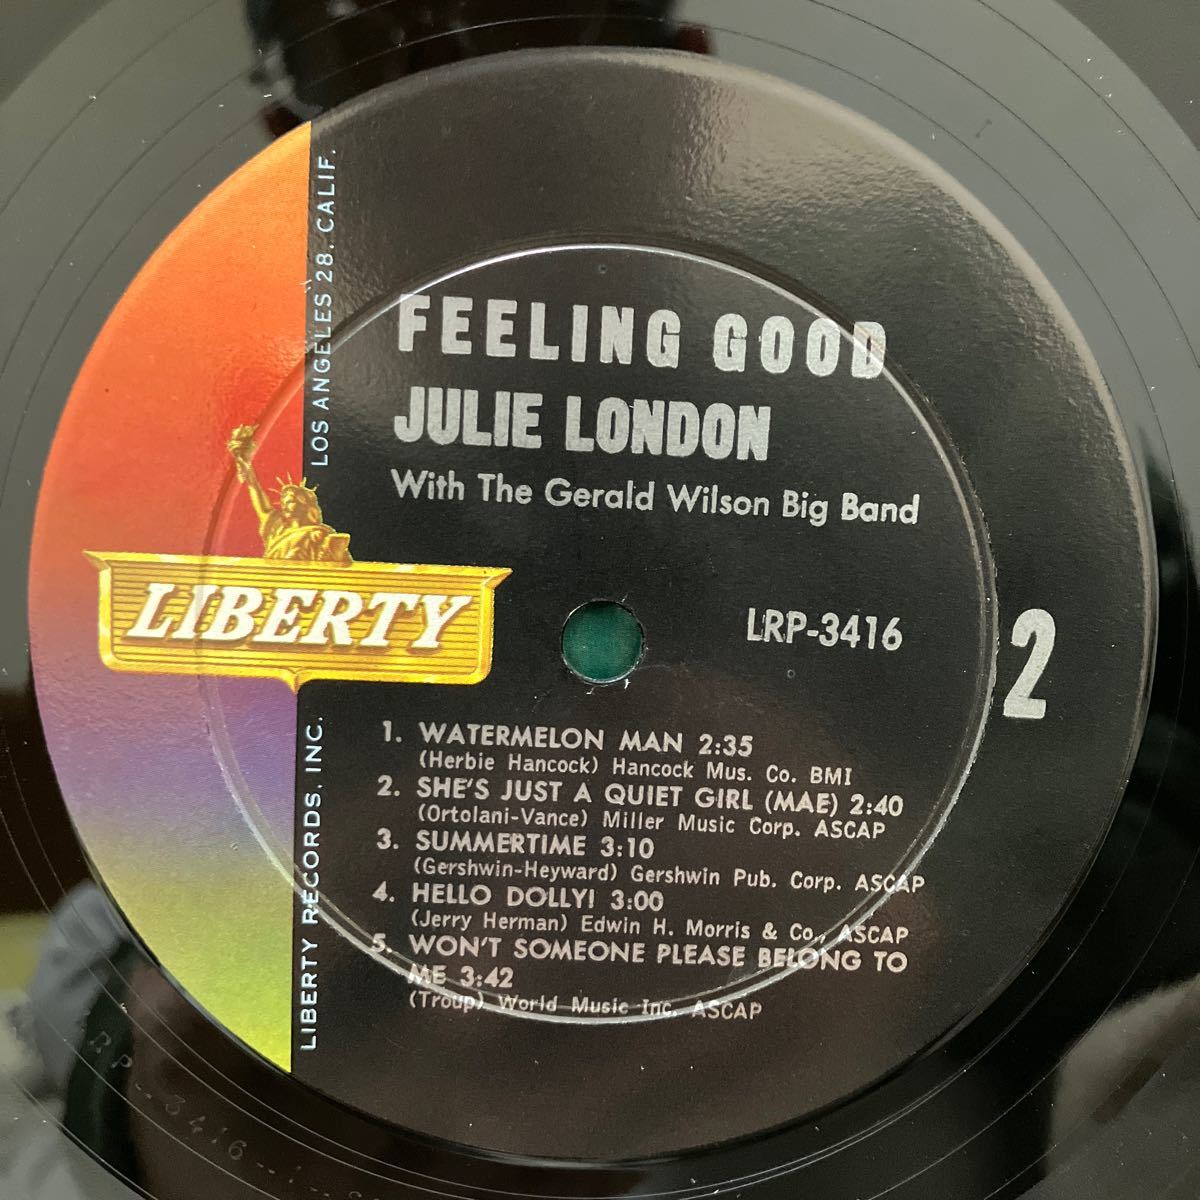 FEELING GOOD
JULIE LONDON
With The Gerald Wilson Big Band
LOS ANGELES 28, CALIF.
LIBERTY
LIBERTY RECORDS, INC.
LRP-3416
2
1. WATERMELON MAN 2:35
(Herbie Hancock) Hancock Mus. Co. BMI
2. SHE'S JUST A QUIET GIRL (MAE) 2:40
(Ortolani-Vance) Miller Music Corp. ASCAP
3. SUMMERTIME 3:10
(Gershwin-Heyward) Gershwin Pub. Corp. ASCAP
4. HELLO DOLLY! 3:00
(Jerry Herman) Edwin H. Morris & Co., ASCAP
5. WON'T SOMEONE PLEASE BELONG TO
ME 3:42
(Troup) World Music Inc. ASCAP
RP-3416-1-